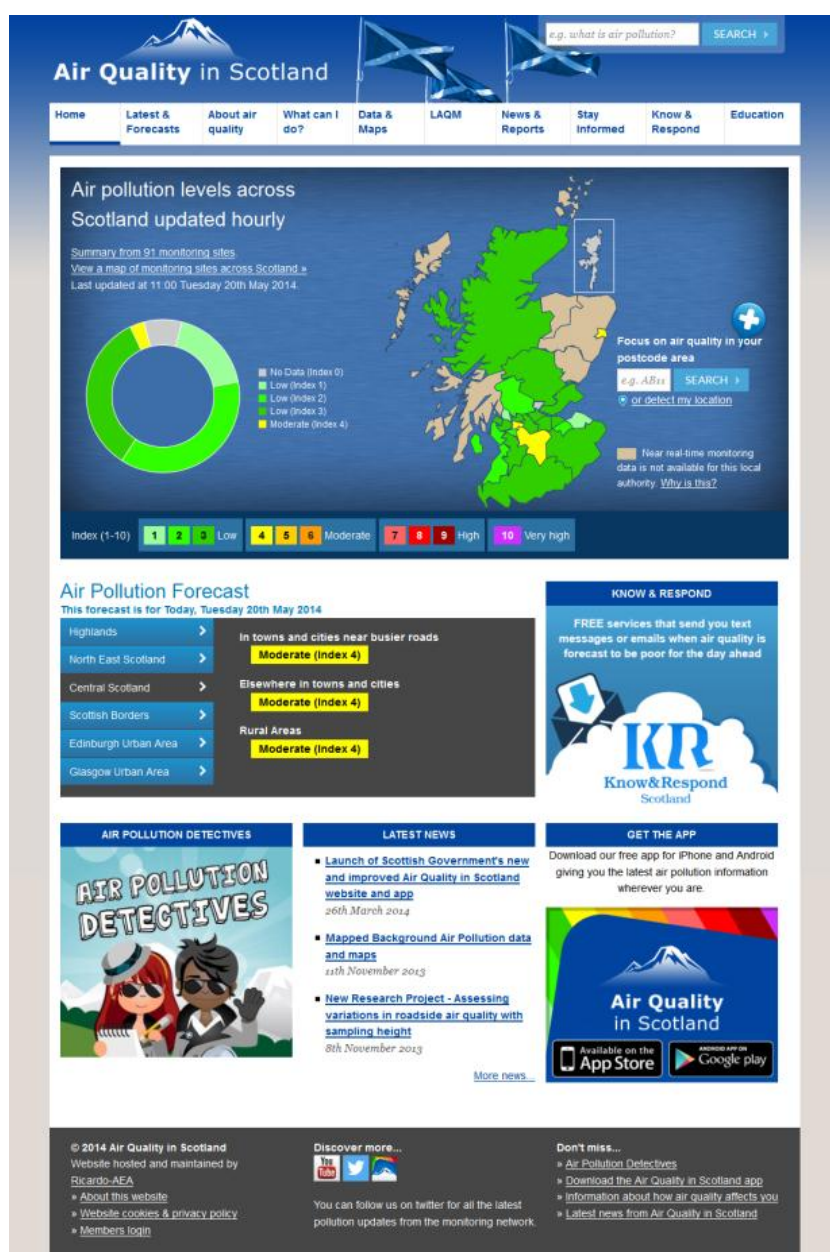 e.g. what is air pollution?
SEARCH
Air Quality in Scotland
Home
Latest &
Forecasts
About air
quality
What can I
do?
Data &
Maps
LAQM
News &
Reports
Stay
Informed
Know &
Respond
Education
Air pollution levels across
Scotland updated hourly
Summary from 91 monitoring sites
View a map of monitoring sites across Scotland »
Last updated at 11:00 Tuesday 20th May 2014.
No Data (Index 0)
Low (Index 1)
Low (Index 2)
Low (Index 3)
Moderate (Index 4)
Focus on air quality in your
postcode area
e.g. AB11
SEARCH
or detect my location
Near real-time monitoring
data is not available for this local
authority. Why is this?
Index (1-10) 1 2 3 Low 4 5 6 Moderate 7 8 9 High 10 Very high
Air Pollution Forecast
This forecast is for Today, Tuesday 20th May 2014
Highlands
North East Scotland
Central Scotland
Scottish Borders
Edinburgh Urban Area
Glasgow Urban Area
In towns and cities near busier roads
Moderate (Index 4)
Elsewhere in towns and cities
Moderate (Index 4)
Rural Areas
Moderate (Index 4)
KNOW & RESPOND
FREE services that send you text
messages or emails when air quality is
forecast to be poor for the day ahead
KR
Know&Respond
Scotland
AIR POLLUTION DETECTIVES
AIR POLLUTION
DETECTIVES
LATEST NEWS
Launch of Scottish Government's new
and improved Air Quality in Scotland
website and app
26th March 2014
Mapped Background Air Pollution data
and maps
11th November 2013
New Research Project - Assessing
variations in roadside air quality with
sampling height
8th November 2013
More news...
GET THE APP
Download our free app for iPhone and Android
giving you the latest air pollution information
wherever you are.
Air Quality
in Scotland
Available on the
App Store
ANDROID APP ON
Google play
© 2014 Air Quality in Scotland
Website hosted and maintained by
Ricardo-AEA
» About this website
» Website cookies & privacy policy
» Members login
Discover more...
You
Tube
You can follow us on twitter for all the latest
pollution updates from the monitoring network.
Don't miss...
» Air Pollution Detectives
» Download the Air Quality in Scotland app
» Information about how air quality affects you
» Latest news from Air Quality in Scotland